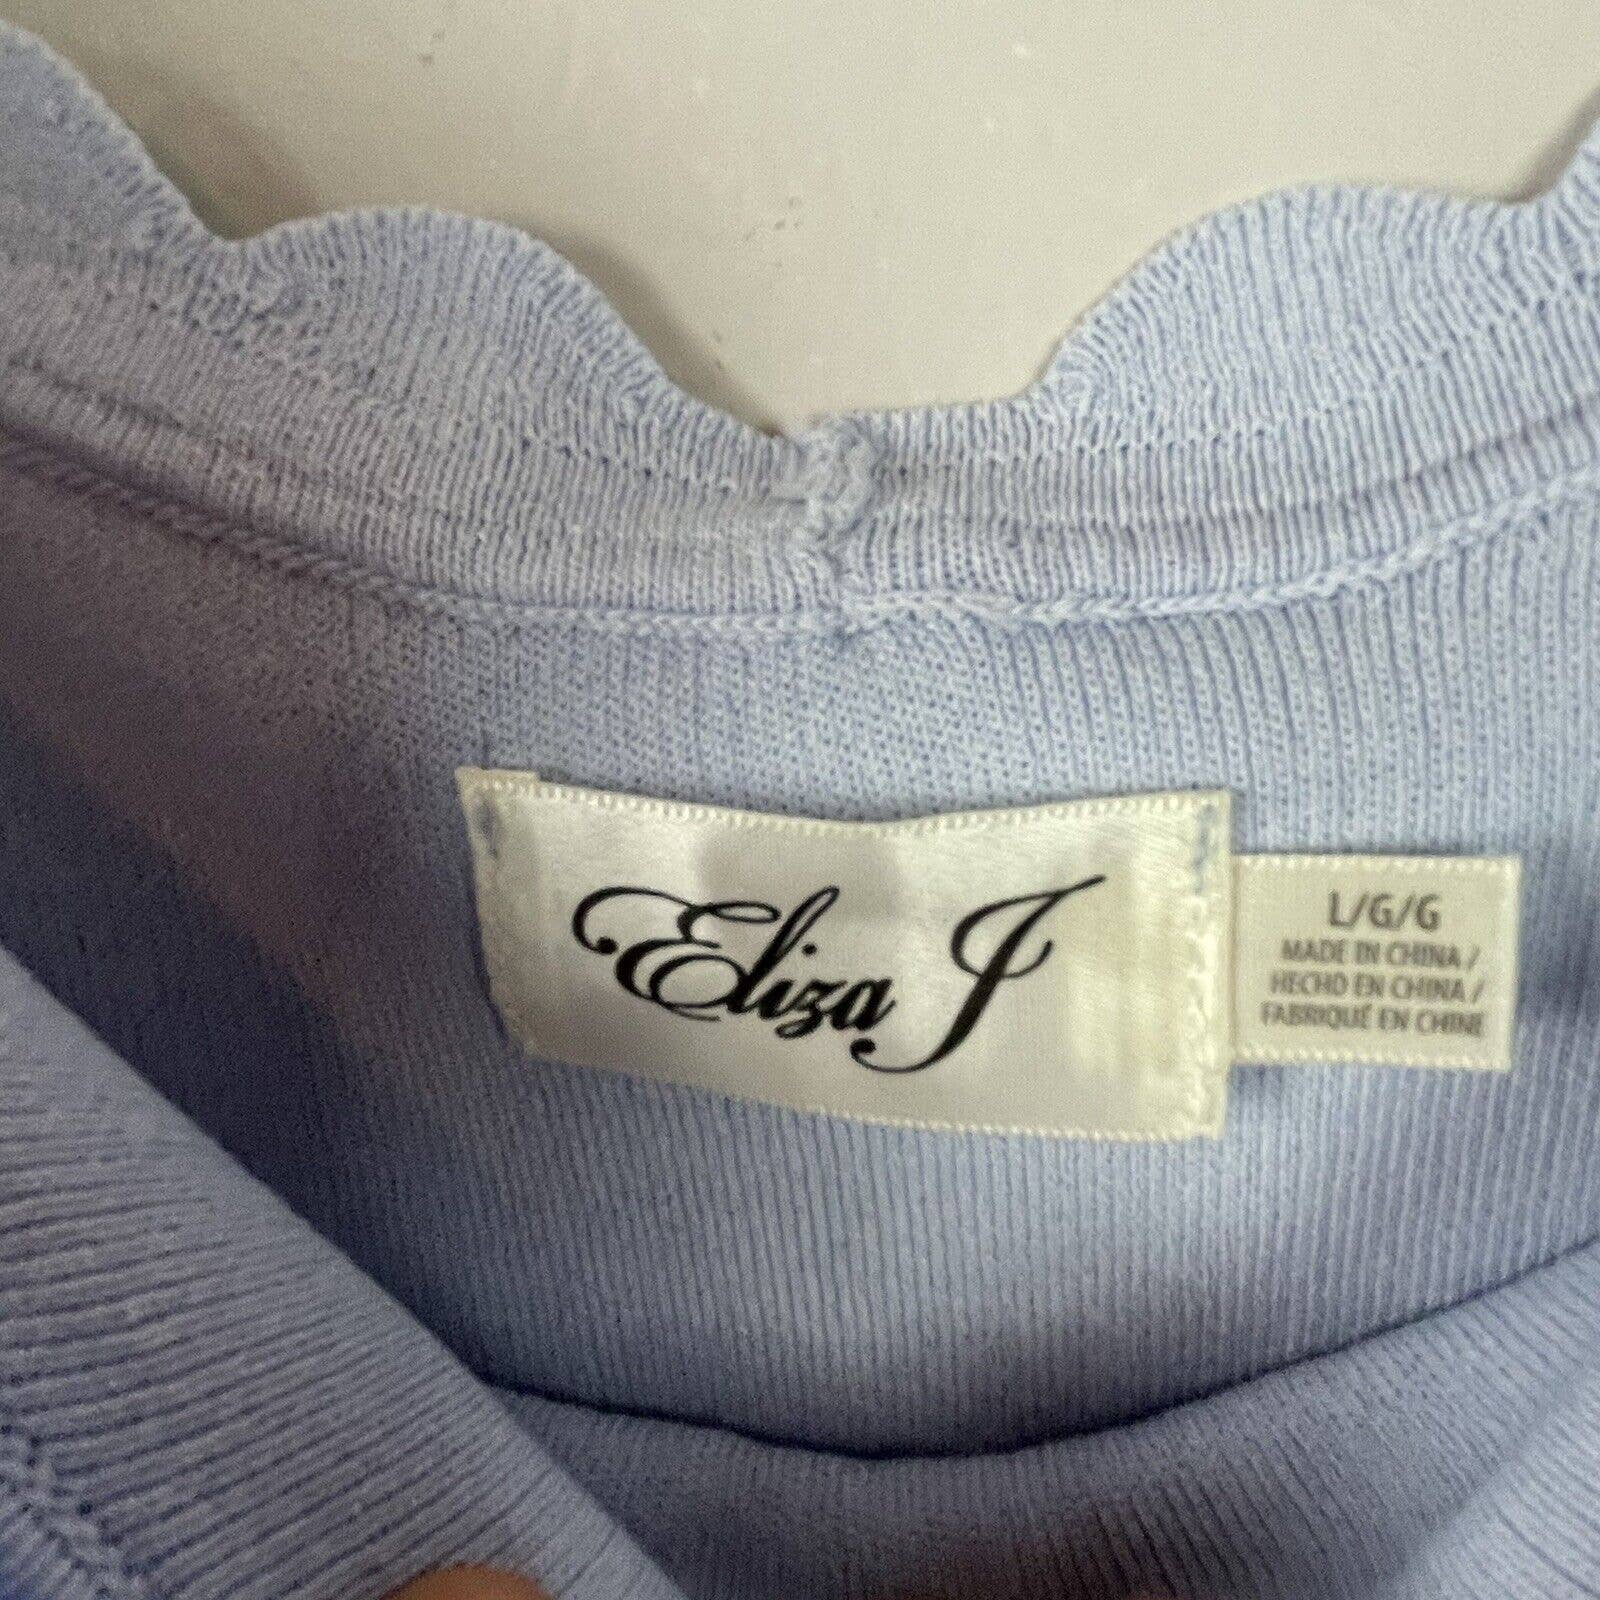 Eliza J
L/G/G
MADE IN CHINA /
HECHO EN CHINA /
FABRIQUÉ EN CHINE